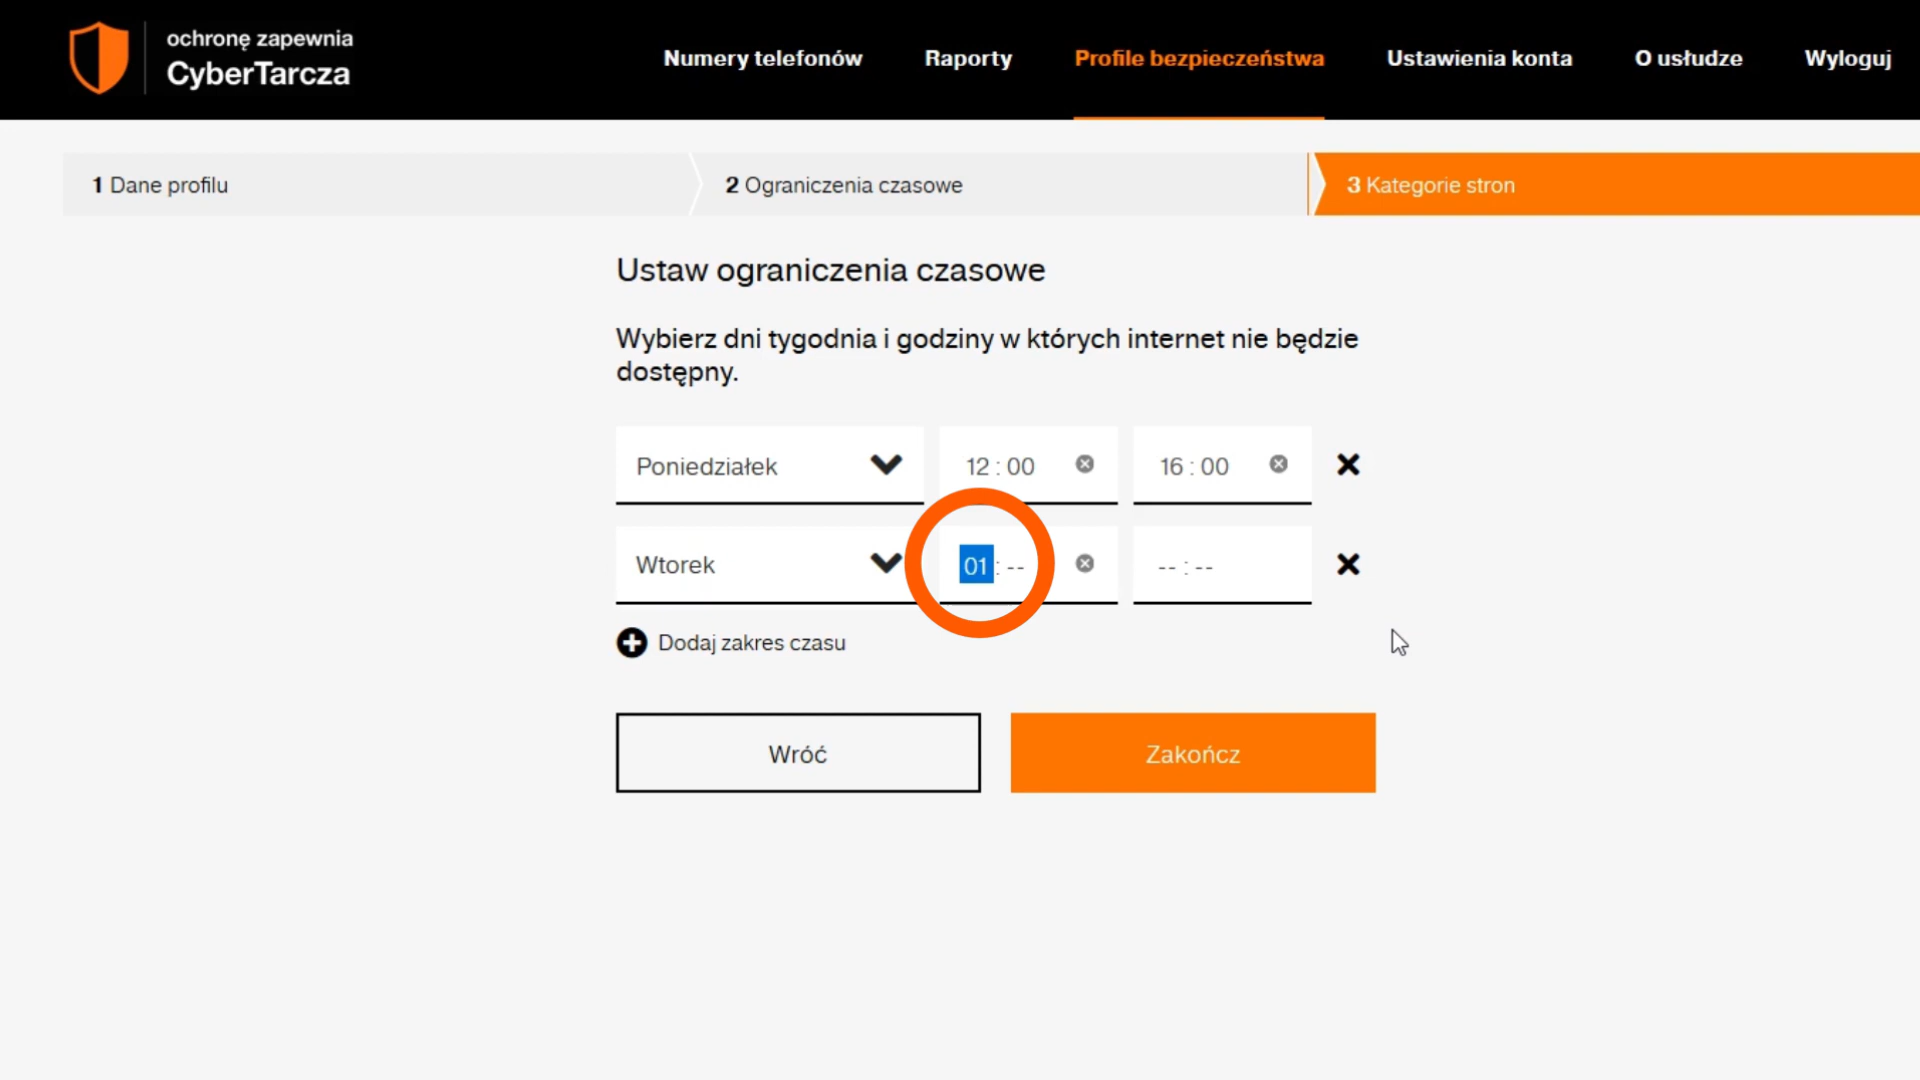 ochronę zapewnia
CyberTarcza
Numery telefonów
Raporty
Profile bezpieczeństwa
Ustawienia konta
O usłudze
Wyloguj
1 Dane profilu
2 Ograniczenia czasowe
3 Kategorie stron
Ustaw ograniczenia czasowe
Wybierz dni tygodnia i godziny w których internet nie będzie
dostępny.
Poniedziałek
12 : 00
16 : 00
Wtorek
01 : --
-- : --
Dodaj zakres czasu
Wróć
Zakończ